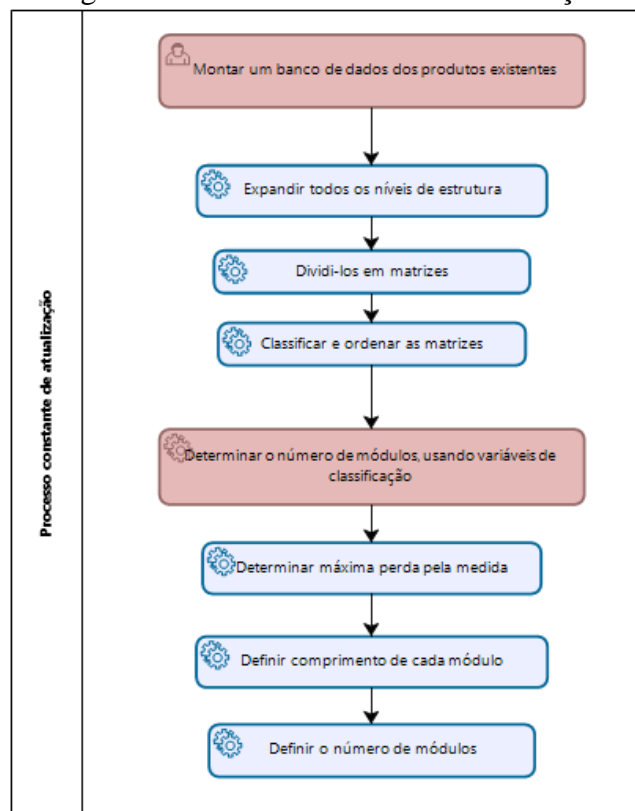 Processo constante de atualização
Montar um banco de dados dos produtos existentes
Expandir todos os níveis de estrutura
Dividi-los em matrizes
Classificar e ordenar as matrizes
Determinar o número de módulos, usando variáveis de
classificação
Determinar máxima perda pela medida
Definir comprimento de cada módulo
Definir o número de módulos